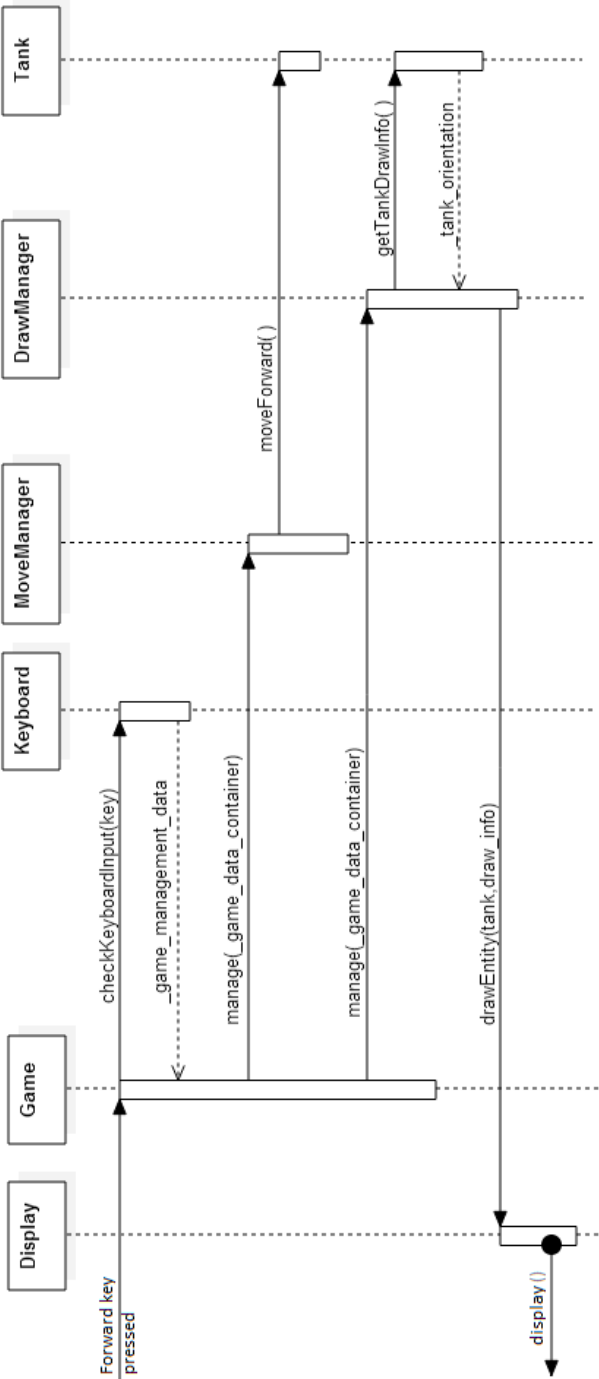 Display
Game
Keyboard
MoveManager
DrawManager
Tank
Forward key
pressed
checkKeyboardInput(key)
_game_management_data
manage(_game_data_container)
moveForward( )
manage(_game_data_container)
getTankDrawInfo( )
_tank_orientation
drawEntity(tank,draw_info)
display ()